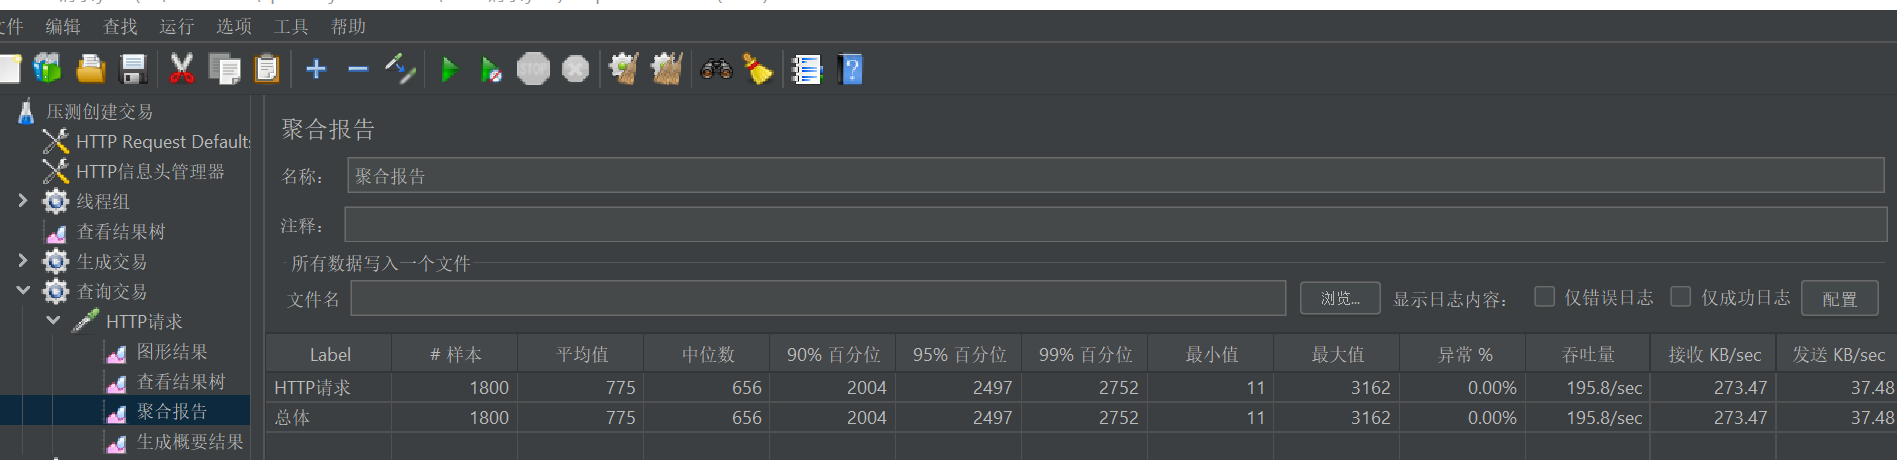 文件 编辑 查找 运行 选项 工具 帮助
STOP
压测创建交易
HTTP Request Defaults
HTTP信息头管理器
线程组
查看结果树
生成交易
查询交易
HTTP请求
图形结果
查看结果树
聚合报告
生成概要结果
聚合报告
名称: 聚合报告
注释:
所有数据写入一个文件
文件名 浏览... 显示日志内容: 仅错误日志 仅成功日志 配置
Label # 样本 平均值 中位数 90% 百分位 95% 百分位 99% 百分位 最小值 最大值 异常 % 吞吐量 接收 KB/sec 发送 KB/sec
HTTP请求 1800 775 656 2004 2497 2752 11 3162 0.00% 195.8/sec 273.47 37.48
总体 1800 775 656 2004 2497 2752 11 3162 0.00% 195.8/sec 273.47 37.48